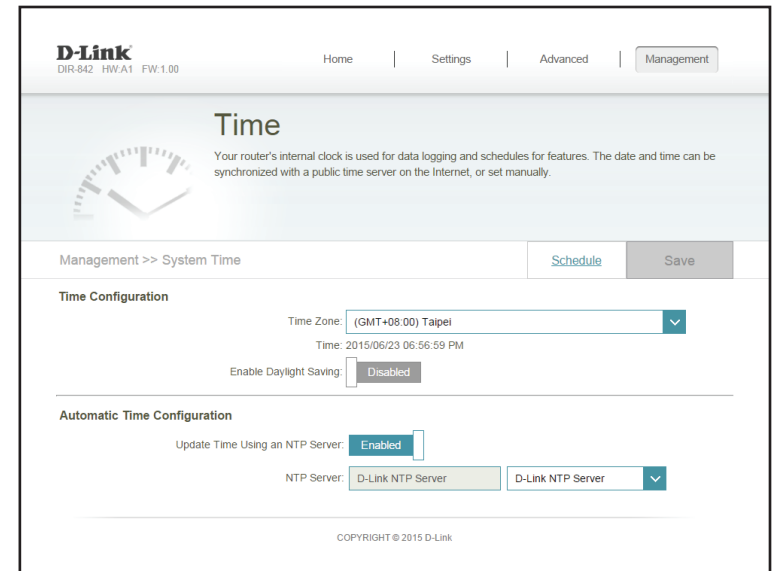 D-Link
DIR-842 HW:A1 FW:1.00
Home
Settings
Advanced
Management
Time
Your router's internal clock is used for data logging and schedules for features. The date and time can be
synchronized with a public time server on the Internet, or set manually.
Management >> System Time
Schedule
Save
Time Configuration
Time Zone: (GMT+08:00) Taipei
Time: 2015/06/23 06:56:59 PM
Enable Daylight Saving: Disabled
Automatic Time Configuration
Update Time Using an NTP Server: Enabled
NTP Server: D-Link NTP Server D-Link NTP Server
COPYRIGHT © 2015 D-Link